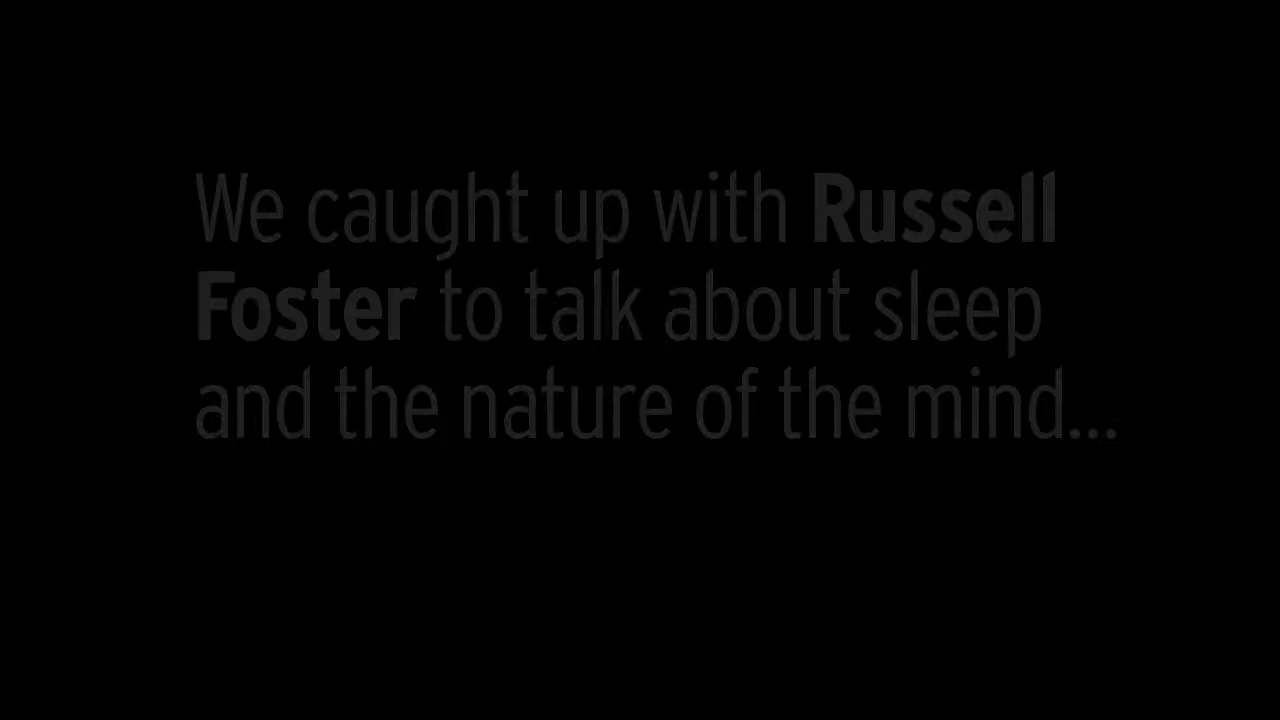 We caught up with Russell
Foster to talk about sleep
and the nature of the mind...